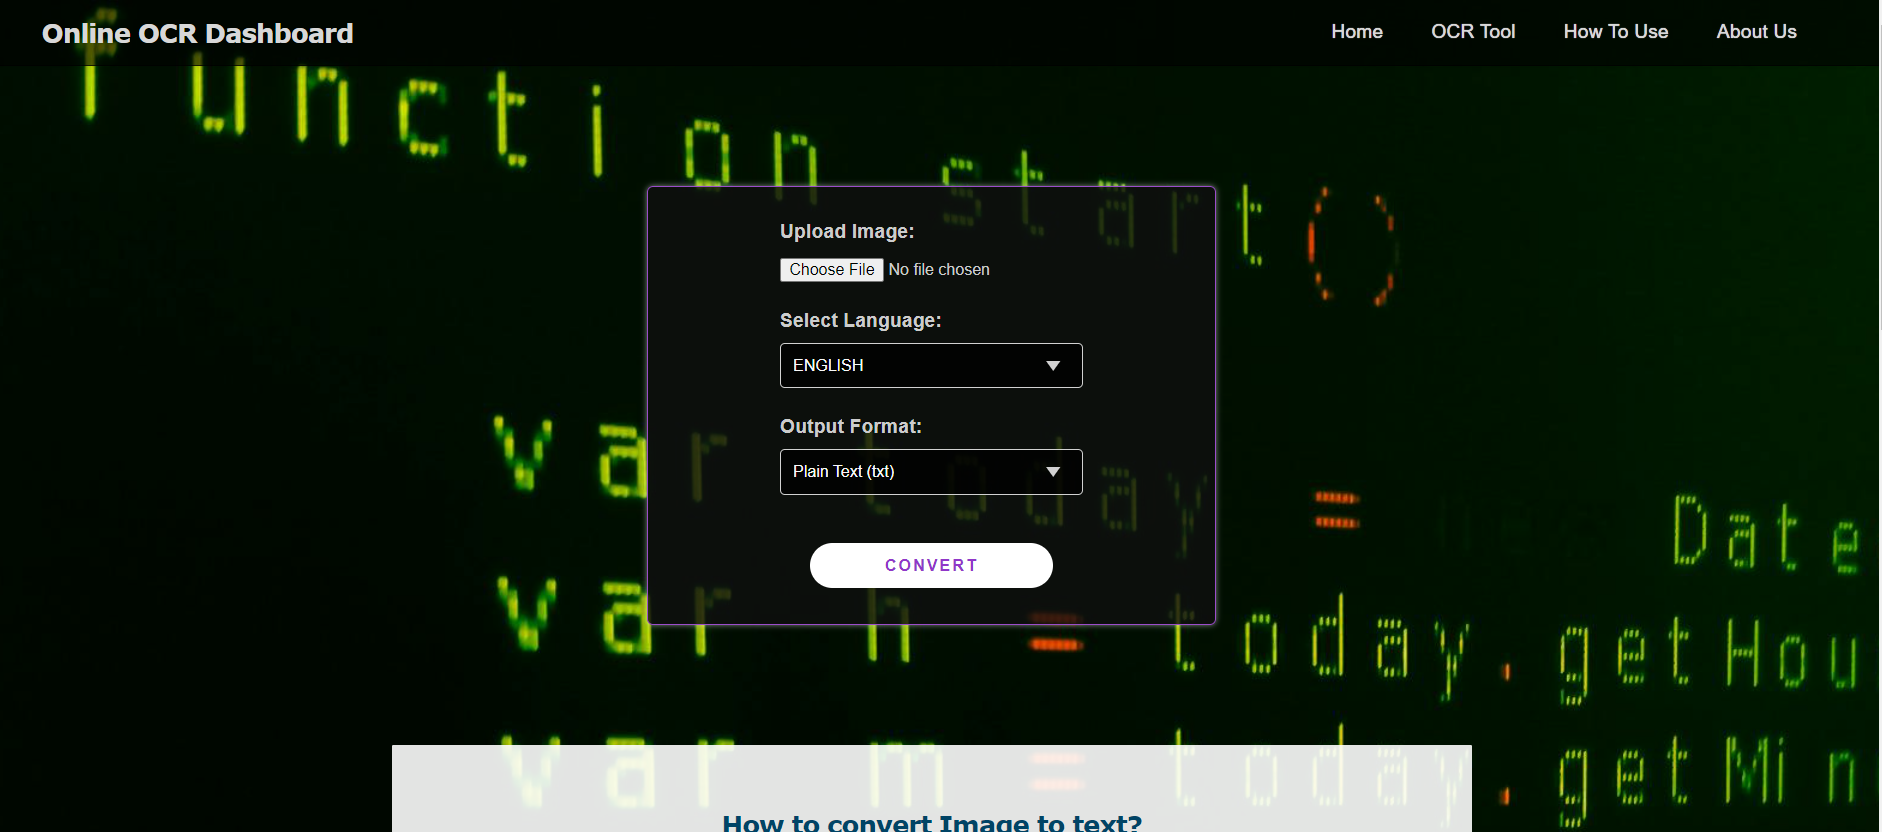 Online OCR Dashboard
Home OCR Tool How To Use About Us
function start()
Upload Image:
Choose File No file chosen
Select Language:
ENGLISH
Output Format:
Plain Text (txt)
CONVERT
var today = Date
var h = today.getHou
var m = today.getMin
How to convert Image to text?